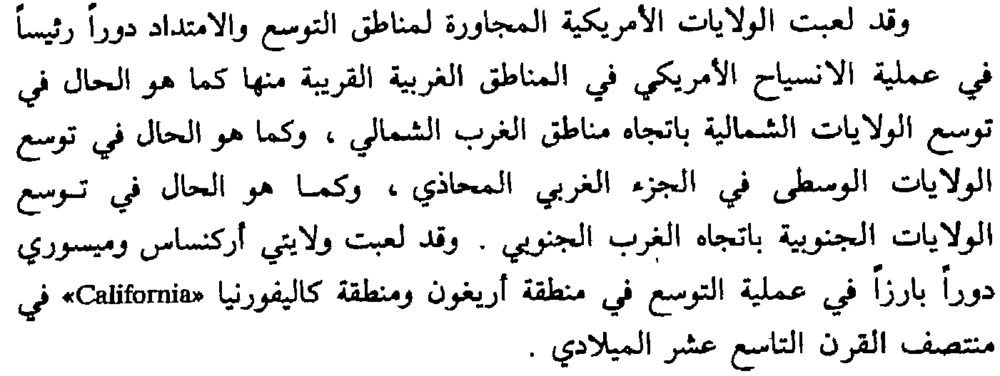 وقد لعبت الولايات الأمريكية المجاورة لمناطق التوسع والامتداد دوراً رئيساً
في عملية الانسياح الأمريكي في المناطق الغربية القريبة منها كما هو الحال في
توسع الولايات الشمالية باتجاه مناطق الغرب الشمالي ، وكما هو الحال في توسع
الولايات الوسطى في الجزء الغربي المحاذي ، وكمـا هو الحال في تـوسع
الولايات الجنوبية باتجاه الغرب الجنوبي . وقد لعبت ولايتي أركنساس وميسوري
دوراً بارزاً في عملية التوسع في منطقة أريغون ومنطقة كاليفورنيا «California» في
منتصف القرن التاسع عشر الميلادي .